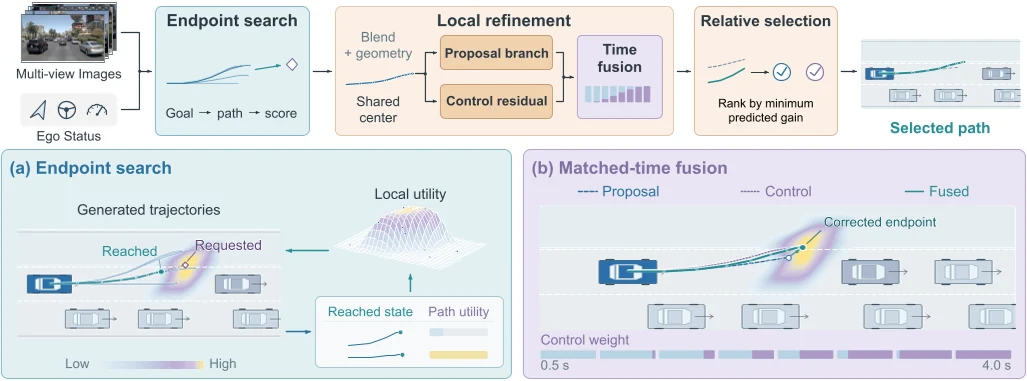 Multi-view Images
Ego Status
Endpoint search
Goal → path → score
Local refinement
Blend
+ geometry
Shared
center
Proposal branch
Control residual
Time
fusion
Relative selection
Rank by minimum
predicted gain
Selected path
(a) Endpoint search
Generated trajectories
Reached
Requested
Local utility
Reached state
Path utility
Low
High
(b) Matched-time fusion
Proposal
Control
Fused
Corrected endpoint
Control weight
0.5 s
4.0 s